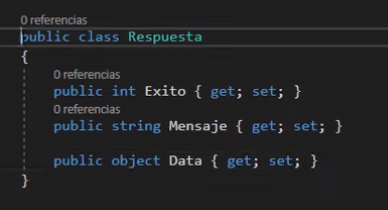 0 referencias
public class Respuesta
{
0 referencias
public int Exito { get; set; }
0 referencias
public string Mensaje { get; set; }
public object Data { get; set; }
}